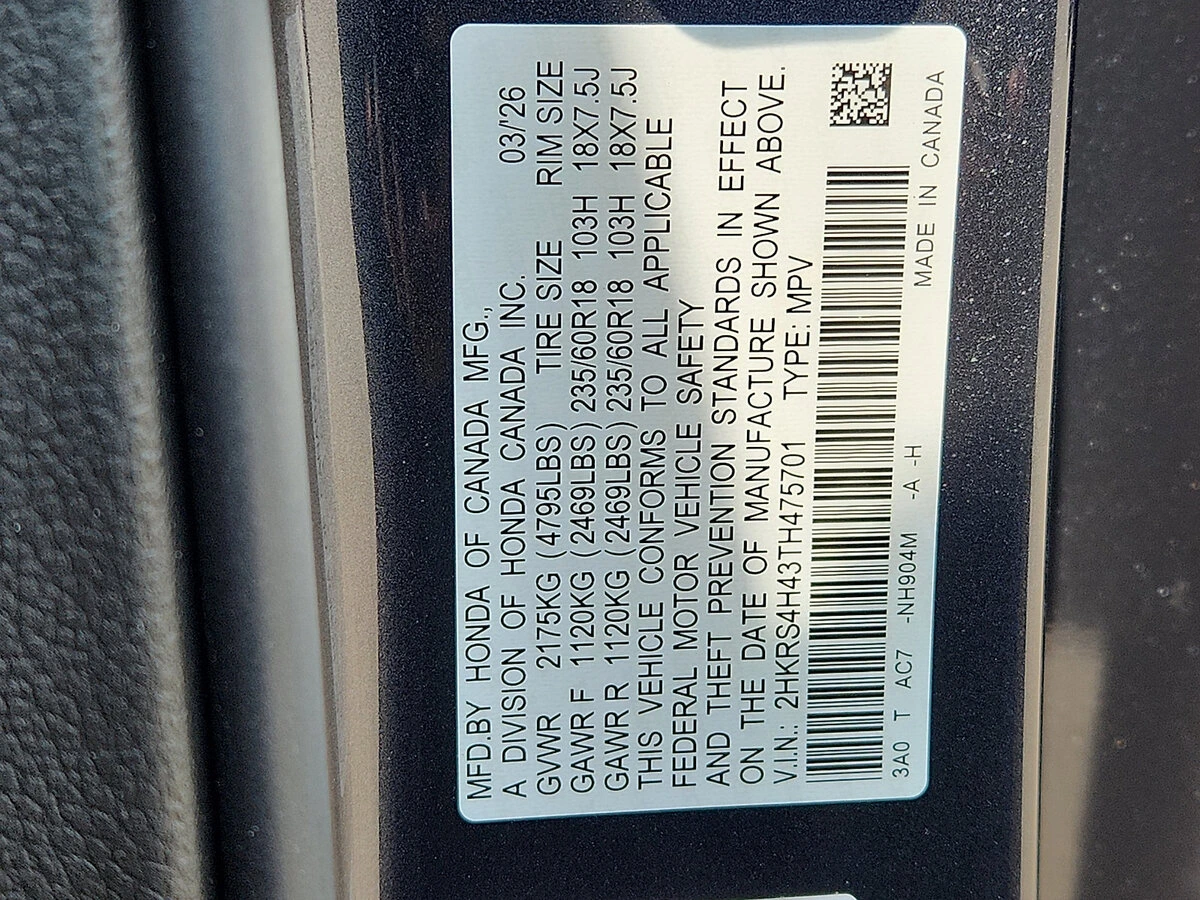 MFD.BY HONDA OF CANADA MFG.,
A DIVISION OF HONDA CANADA INC. 03/'26
GVWR 2175KG (4795LBS) TIRE SIZE RIM SIZE
GAWR F 1120KG (2469LBS) 235/60R18 103H 18X7.5J
GAWR R 1120KG (2469LBS) 235/60R18 103H 18X7.5J
THIS VEHICLE CONFORMS TO ALL APPLICABLE
FEDERAL MOTOR VEHICLE SAFETY
AND THEFT PREVENTION STANDARDS IN EFFECT
ON THE DATE OF MANUFACTURE SHOWN ABOVE.
V.I.N.: 2HKRS4H43TH475701 TYPE: MPV
3A0 T AC7 -NH904M -A -H MADE IN CANADA